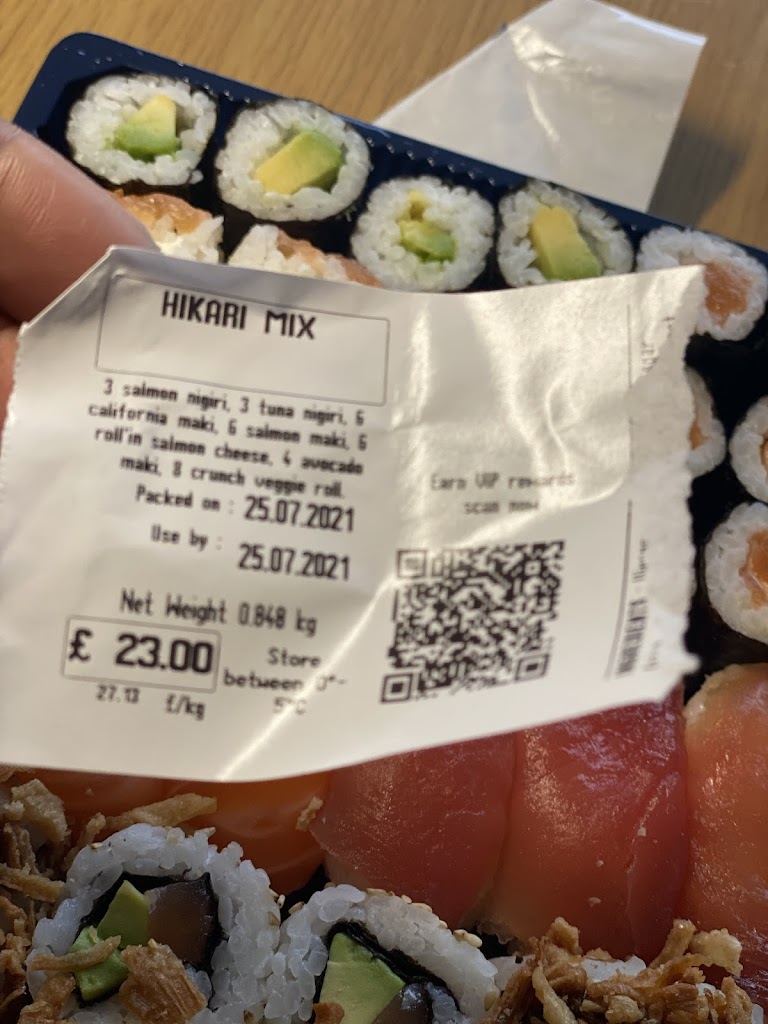 HIKARI MIX
3 salmon nigiri, 3 tuna nigiri, 6
california maki, 6 salmon maki, 6
roll'in salmon cheese, 4 avocado
maki, 8 crunch veggie roll.
Packed on : 25.07.2021
Use by : 25.07.2021
Net Weight 0.848 kg
£ 23.00
27.13 £/kg
Store
between 0°-
5°C
Earn VIP rewards
scan now